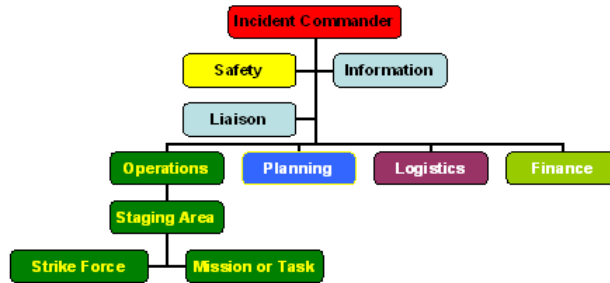 Incident Commander
Safety
Information
Liaison
Operations
Planning
Logistics
Finance
Staging Area
Strike Force
Mission or Task